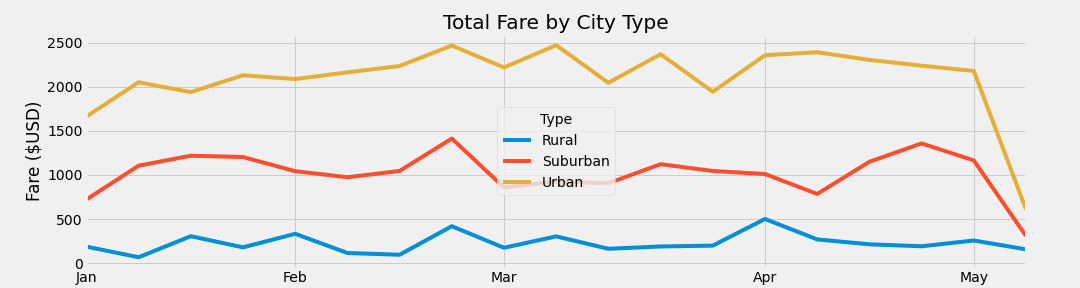 Total Fare by City Type
Fare ($USD)
2500
2000
1500
1000
500
0
Type
Rural
Suburban
Urban
Jan Feb Mar Apr May